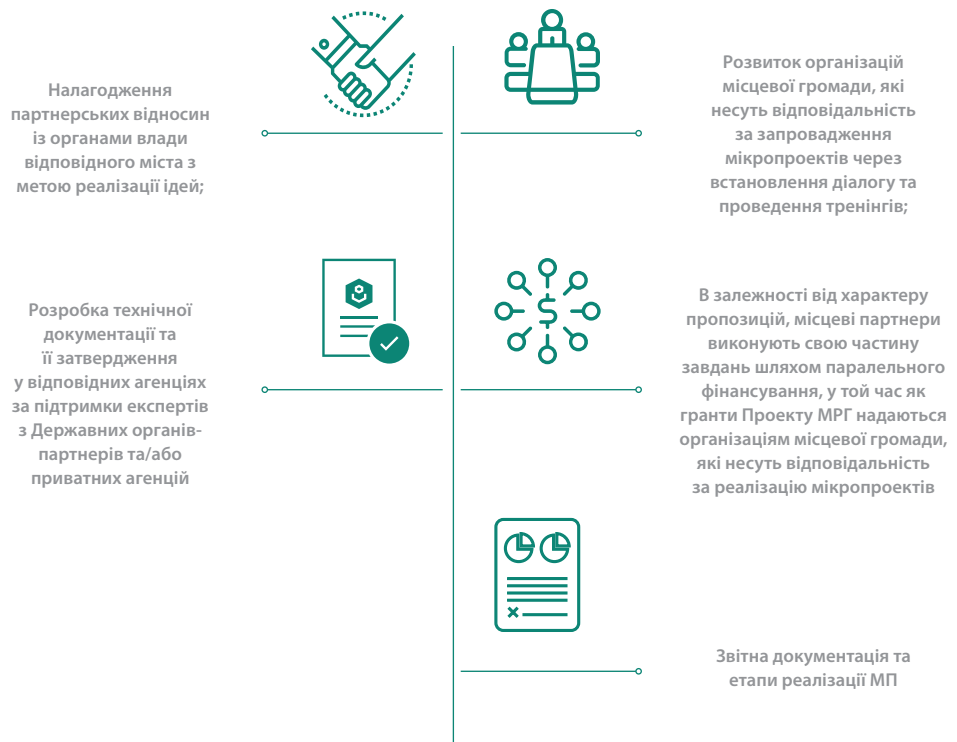 Налагодження
партнерських відносин
із органами влади
відповідного міста з
метою реалізації ідей;
Розвиток організацій
місцевої громади, які
несуть відповідальність
за запровадження
мікропроектів через
встановлення діалогу та
проведення тренінгів;
Розробка технічної
документації та
її затвердження
у відповідних агенціях
за підтримки експертів
з Державних органів-
партнерів та/або
приватних агенцій
В залежності від характеру
пропозицій, місцеві партнери
виконують свою частину
завдань шляхом паралельного
фінансування, у той час як
гранти Проекту МРГ надаються
організаціям місцевої громади,
які несуть відповідальність
за реалізацію мікропроектів
Звітна документація та
етапи реалізації МП